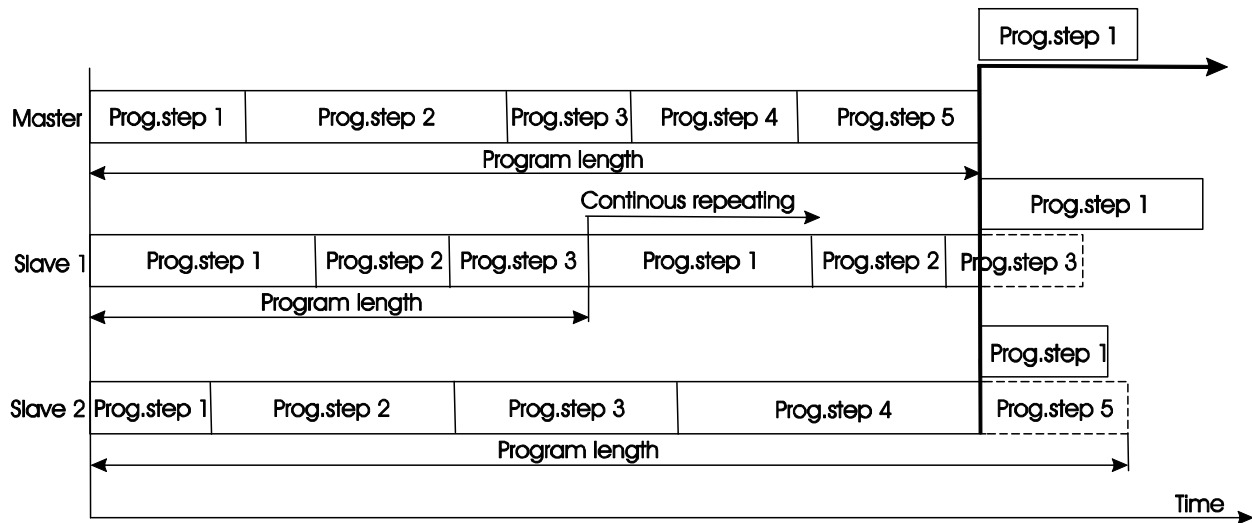 Prog.step 1
Master Prog.step 1 Prog.step 2 Prog.step 3 Prog.step 4 Prog.step 5
Program length
Prog.step 1
Continous repeating
Slave 1 Prog.step 1 Prog.step 2 Prog.step 3 Prog.step 1 Prog.step 2 Prog.step 3
Program length
Prog.step 1
Slave 2 Prog.step 1 Prog.step 2 Prog.step 3 Prog.step 4 Prog.step 5
Program length
Time